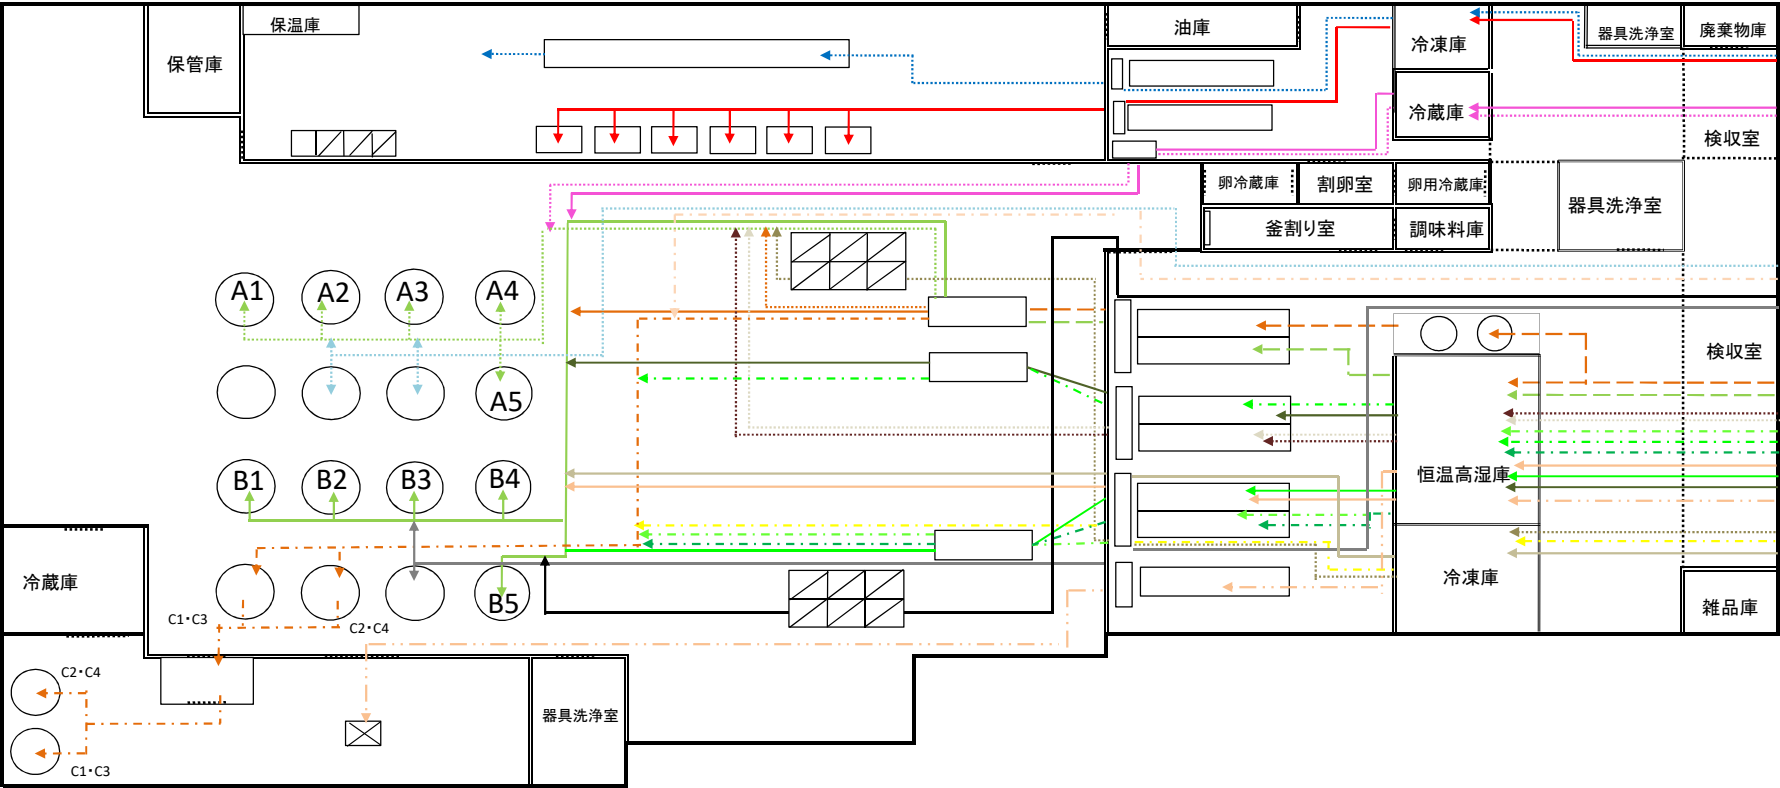 保温庫
保管庫
油庫
冷凍庫
器具洗浄室
廃棄物庫
冷蔵庫
検収室
卵冷蔵庫
割卵室
卵用冷蔵庫
器具洗浄室
釜割り室
調味料庫
A1
A2
A3
A4
A5
検収室
B1
B2
B3
B4
恒温高湿庫
冷蔵庫
冷凍庫
B5
雑品庫
C1・C3
C2・C4
C2・C4
器具洗浄室
C1・C3